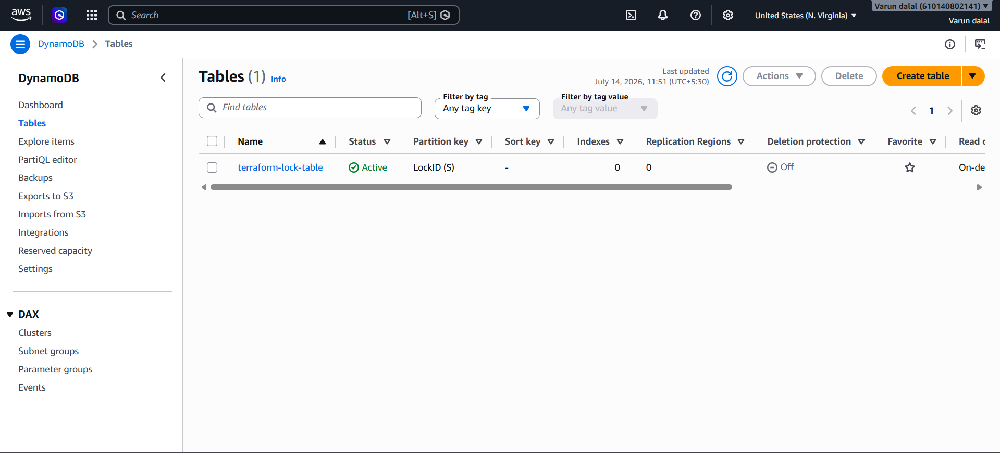 aws
Search [Alt+S]
United States (N. Virginia)
Varun dalal (610140802141)
Varun dalal
DynamoDB
Tables
DynamoDB
Dashboard
Tables
Explore items
PartiQL editor
Backups
Exports to S3
Imports from S3
Integrations
Reserved capacity
Settings
DAX
Clusters
Subnet groups
Parameter groups
Events
Tables (1) Info
Last updated
July 14, 2026, 11:51 (UTC+5:30)
Actions
Delete
Create table
Find tables
Filter by tag
Any tag key
Filter by tag value
Any tag value
1
Name Status Partition key Sort key Indexes Replication Regions Deletion protection Favorite Read c
terraform-lock-table Active LockID (S) - 0 0 Off On-de